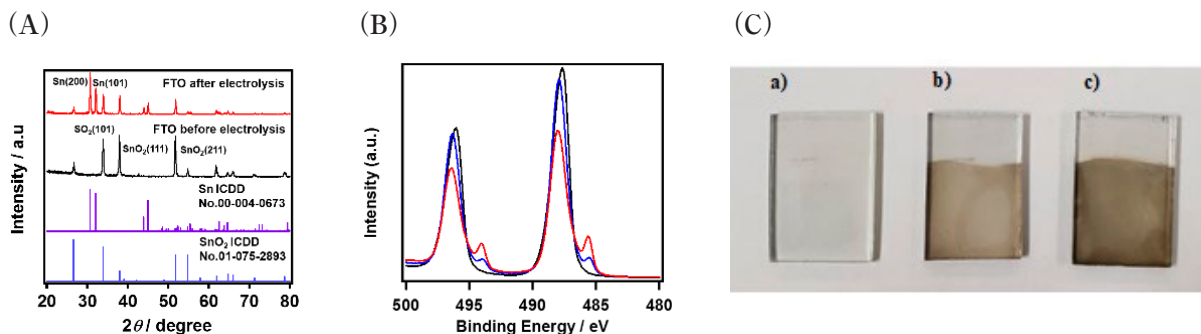 (A)
Intensity / a.u
Sn(200) Sn(101)
FTO after electrolysis
SO₂(101)
FTO before electrolysis
SnO₂(111)
SnO₂(211)
Sn ICDD
No.00-004-0673
SnO₂ ICDD
No.01-075-2893
20 30 40 50 60 70 80
2θ / degree
(B)
Intensity (a.u.)
500 495 490 485 480
Binding Energy / eV
(C)
a) b) c)